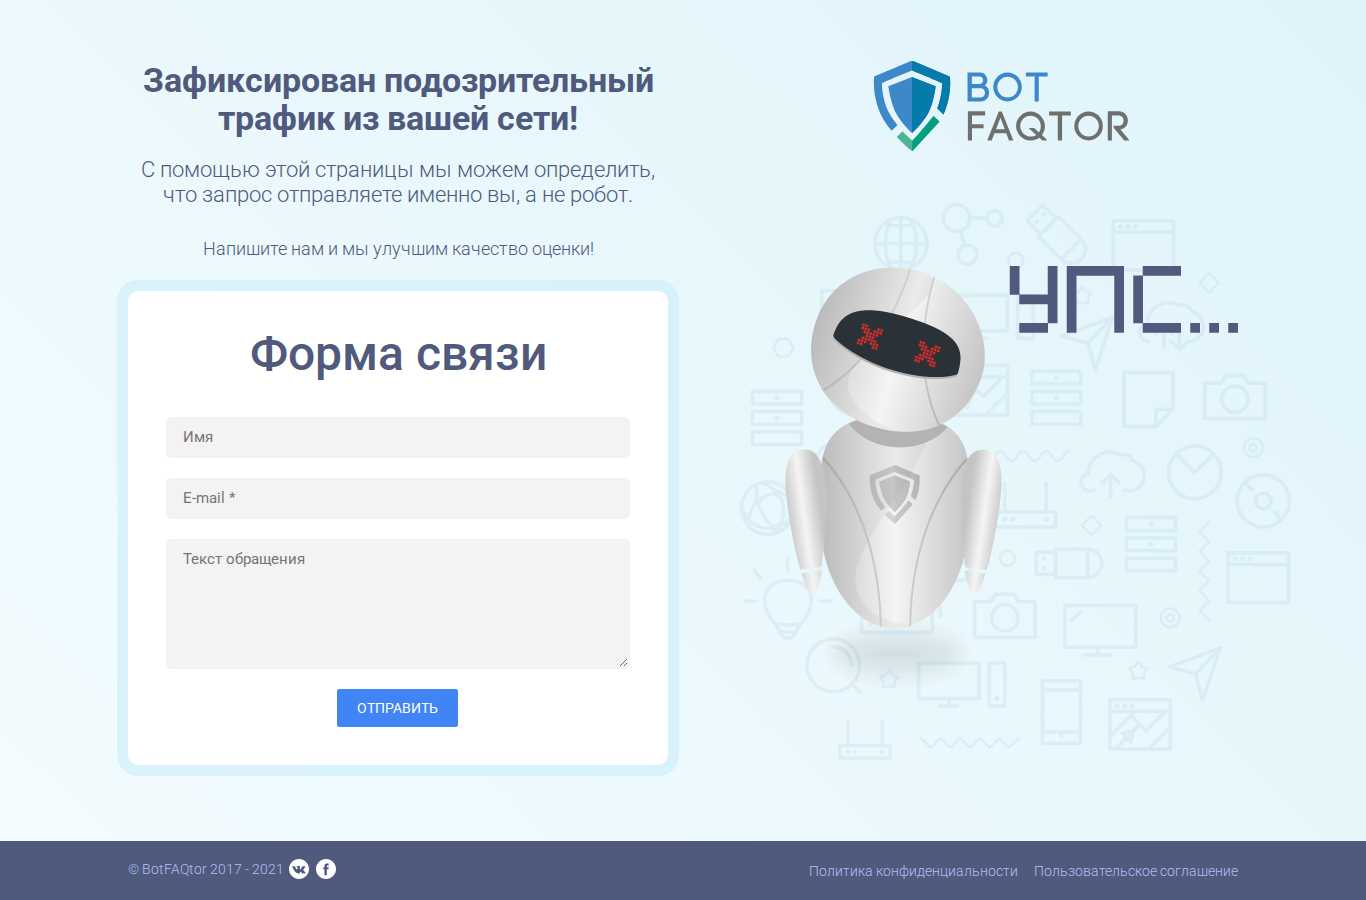 Зафиксирован подозрительный
трафик из вашей сети!
С помощью этой страницы мы можем определить,
что запрос отправляете именно вы, а не робот.
Напишите нам и мы улучшим качество оценки!
Форма связи
Имя
E-mail *
Текст обращения
ОТПРАВИТЬ
BOT
FAQTOR
УПС...
© BotFAQtor 2017 - 2021
Политика конфиденциальности
Пользовательское соглашение